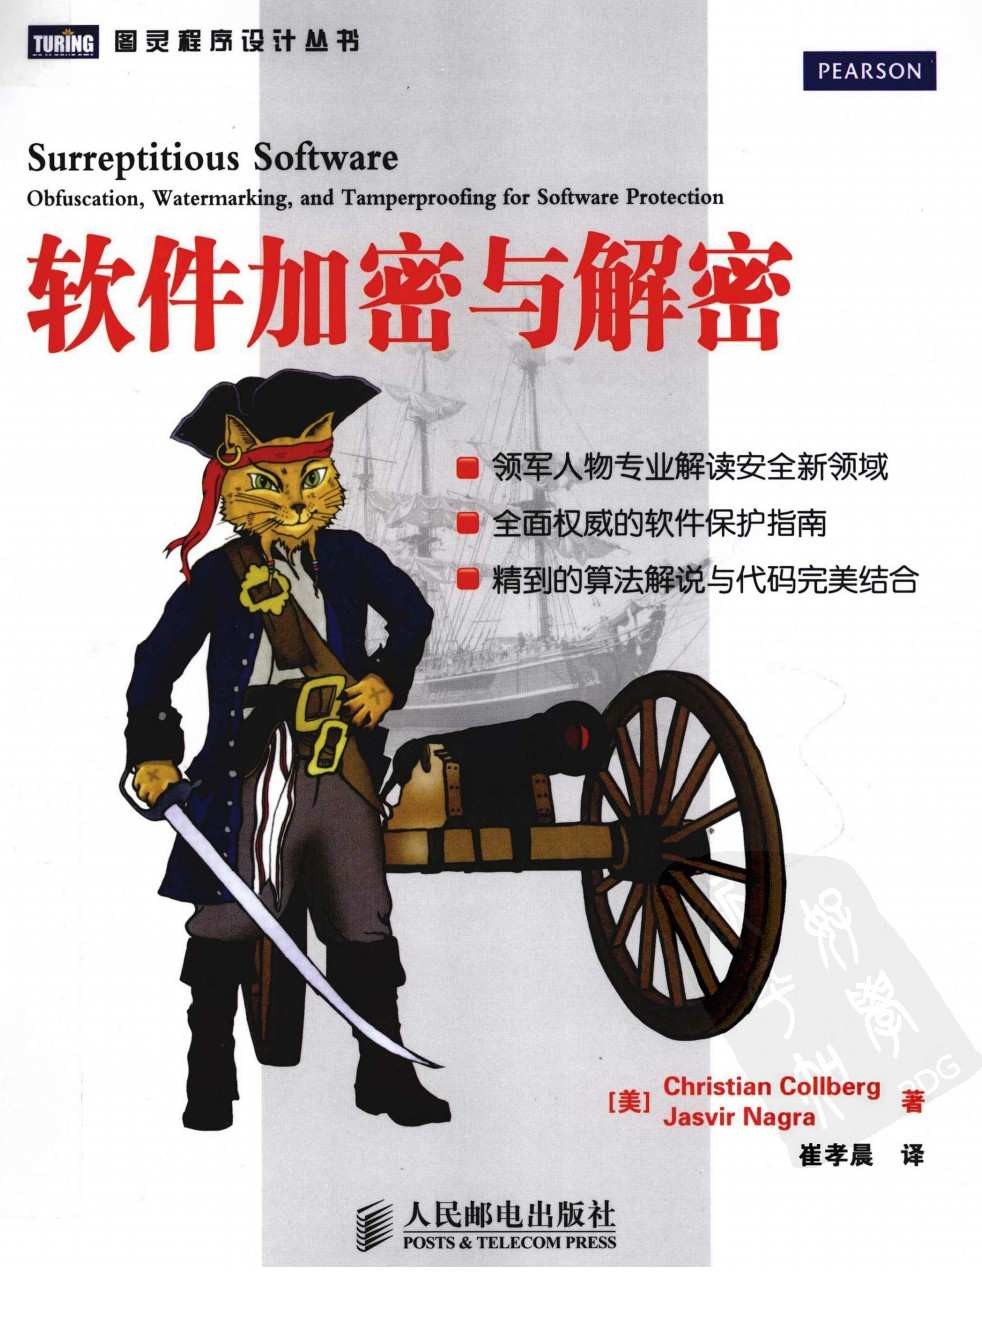 TURING 图灵程序设计丛书
PEARSON
Surreptitious Software
Obfuscation, Watermarking, and Tamperproofing for Software Protection
软件加密与解密
领军人物专业解读安全新领域
全面权威的软件保护指南
精到的算法解说与代码完美结合
[美] Christian Collberg
Jasvir Nagra 著
崔孝晨 译
人民邮电出版社
POSTS & TELECOM PRESS